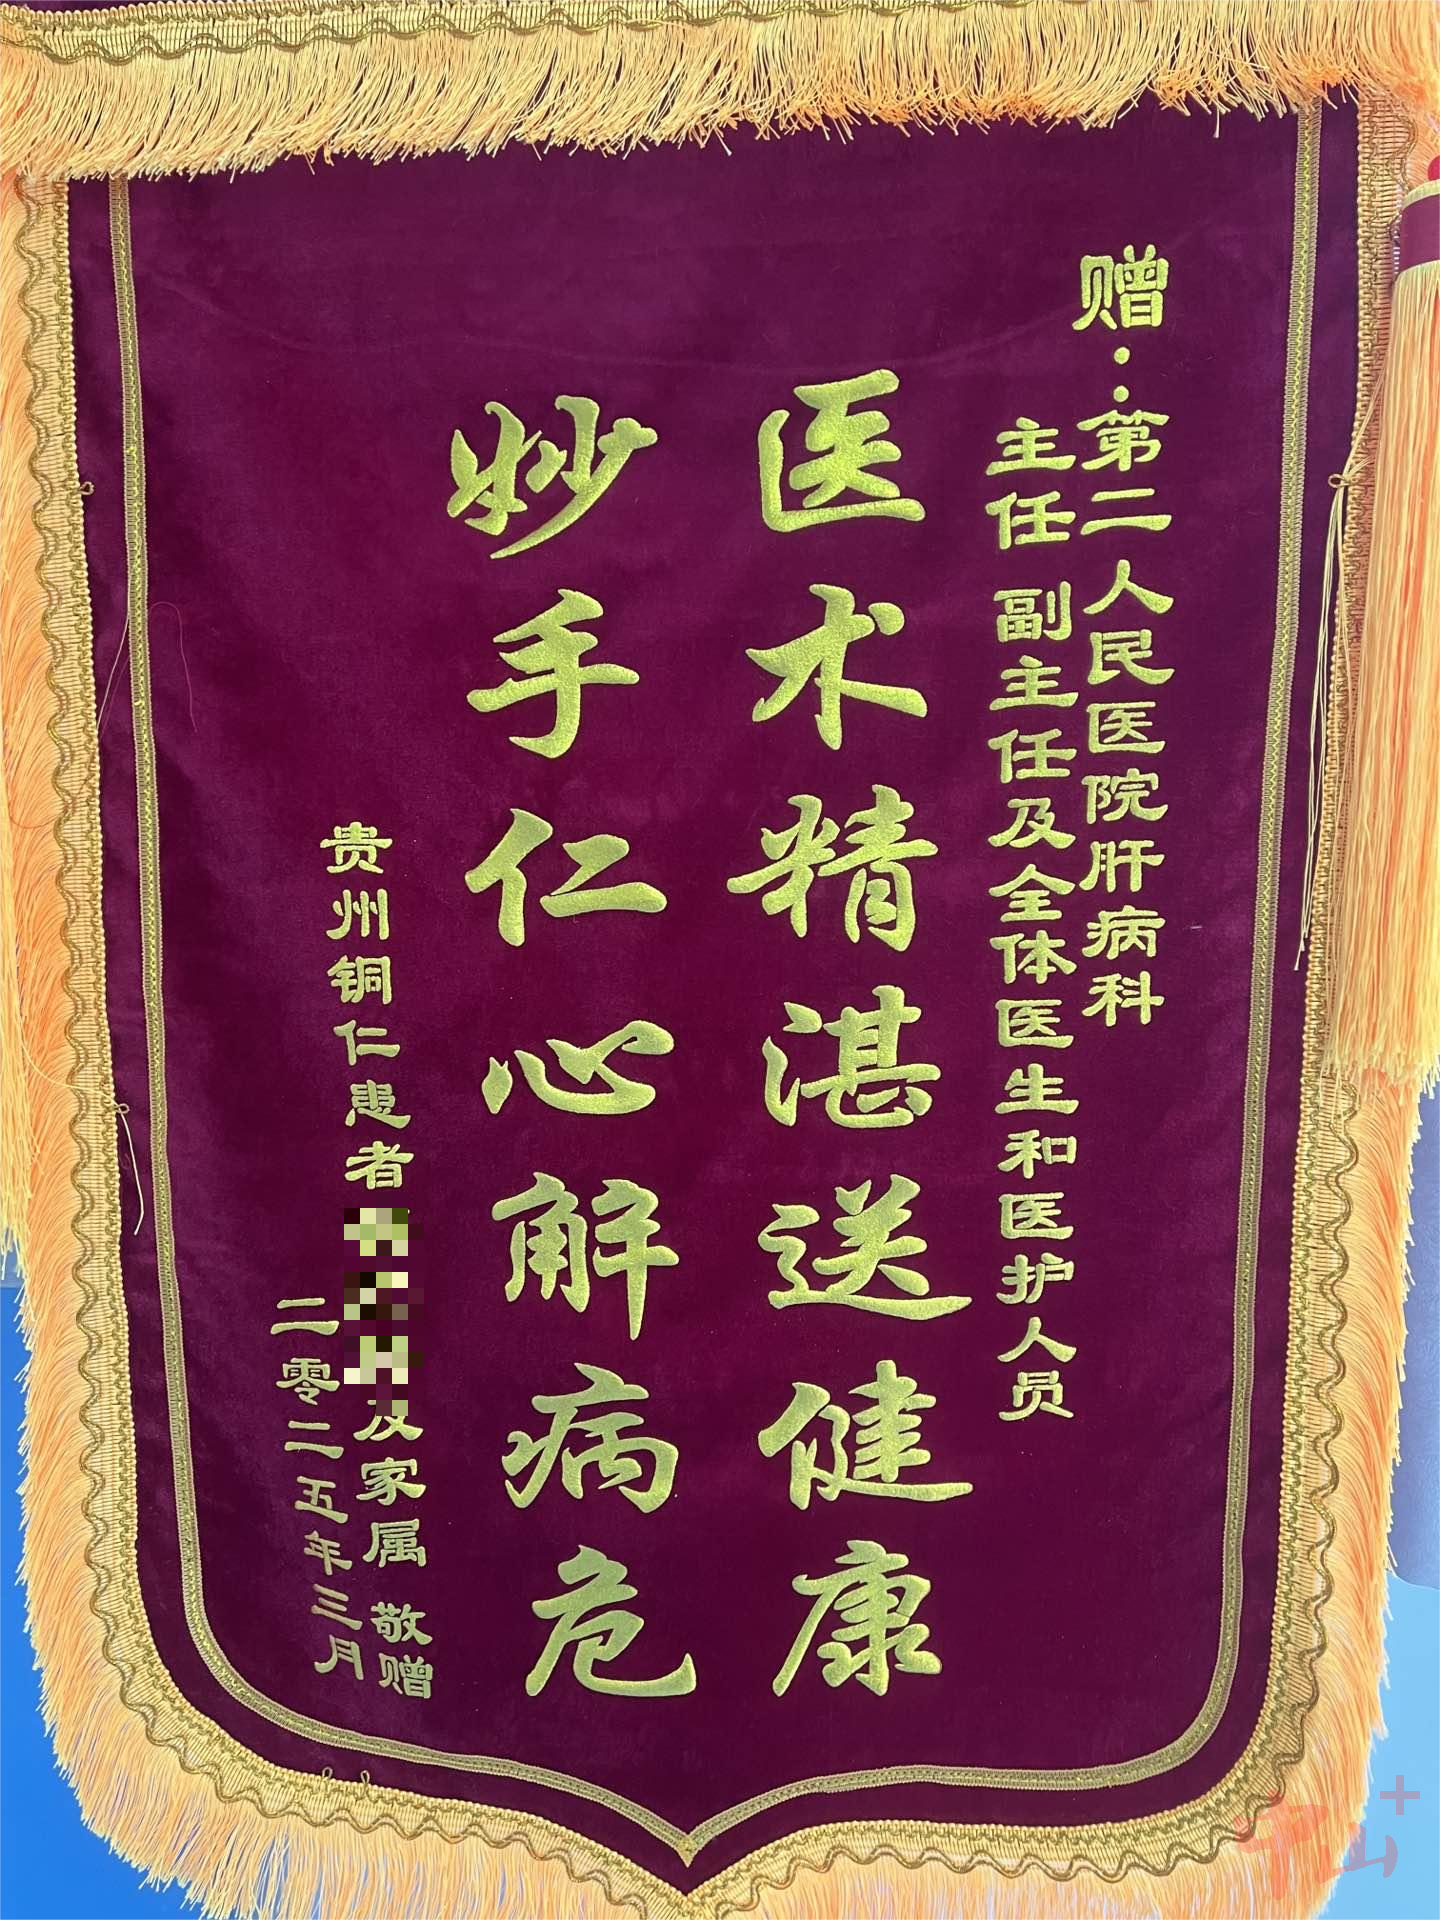 赠：第二人民医院肝病科
主任 副主任及全体医生和医护人员
医术精湛送健康
妙手仁心解病危
贵州铜仁患者 及家属 敬赠
二零二五年三月
中山+